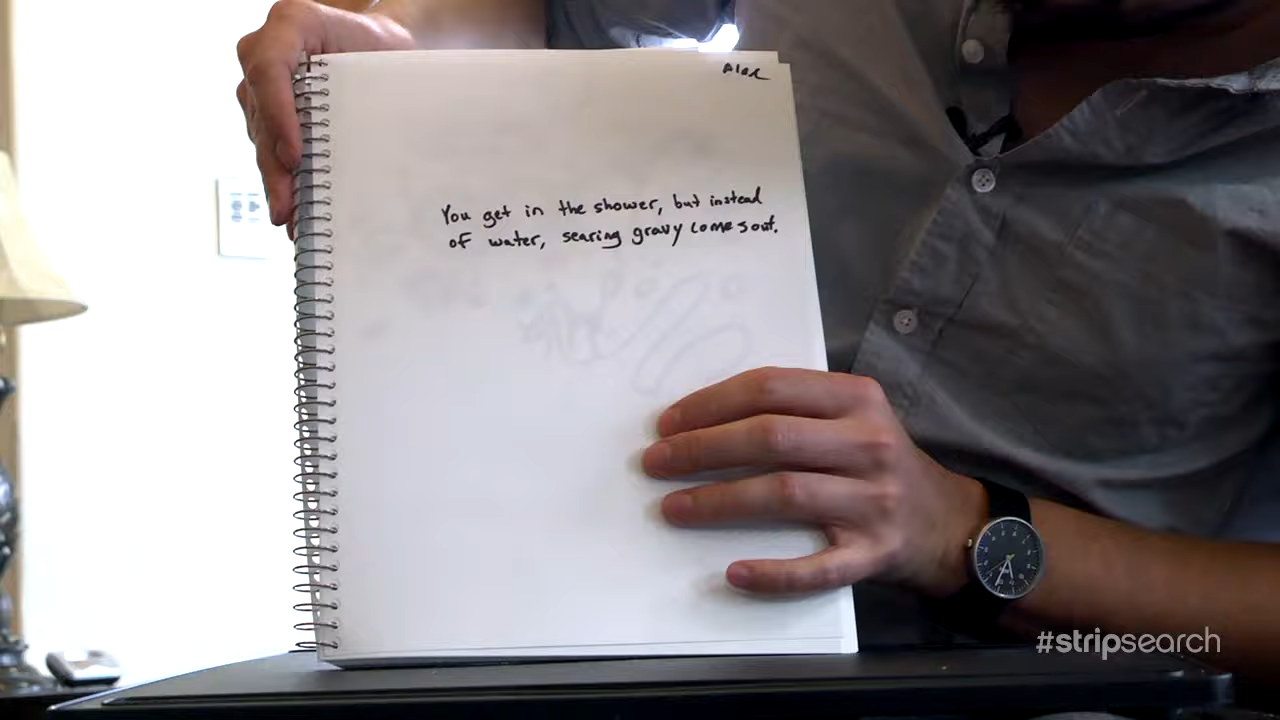 Alex
You get in the shower, but instead
of water, searing gravy comes out.
#stripsearch